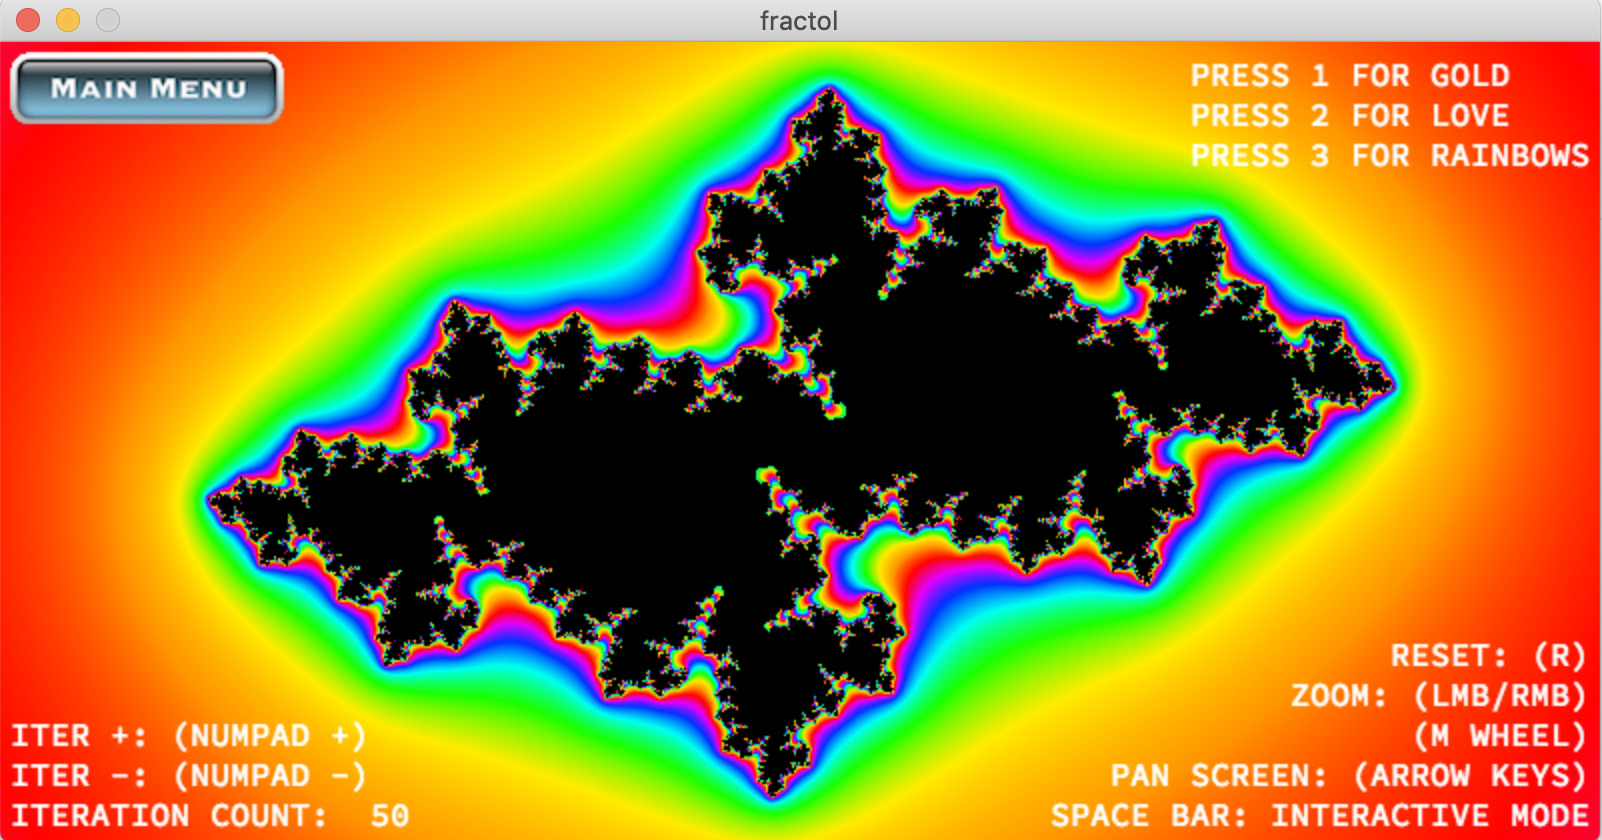 fractol
MAIN MENU
PRESS 1 FOR GOLD
PRESS 2 FOR LOVE
PRESS 3 FOR RAINBOWS
ITER +: (NUMPAD +)
ITER -: (NUMPAD -)
ITERATION COUNT: 50
RESET: (R)
ZOOM: (LMB/RMB)
(M WHEEL)
PAN SCREEN: (ARROW KEYS)
SPACE BAR: INTERACTIVE MODE